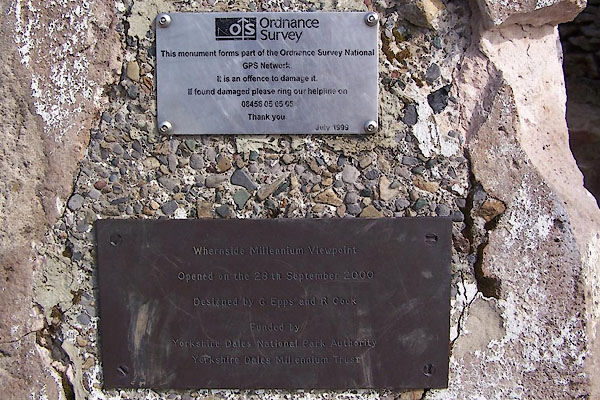 OS Ordnance
Survey
This monument forms part of the Ordnance Survey National
GPS Network.
It is an offence to damage it.
If found damaged please ring our helpline on
08456 05 05 05
Thank you
July 1999
Whernside Millennium Viewpoint
Opened on the 28th September 2000
Designed by G Epps and R Cook
Funded by
Yorkshire Dales National Park Authority
Yorkshire Dales Millennium Trust